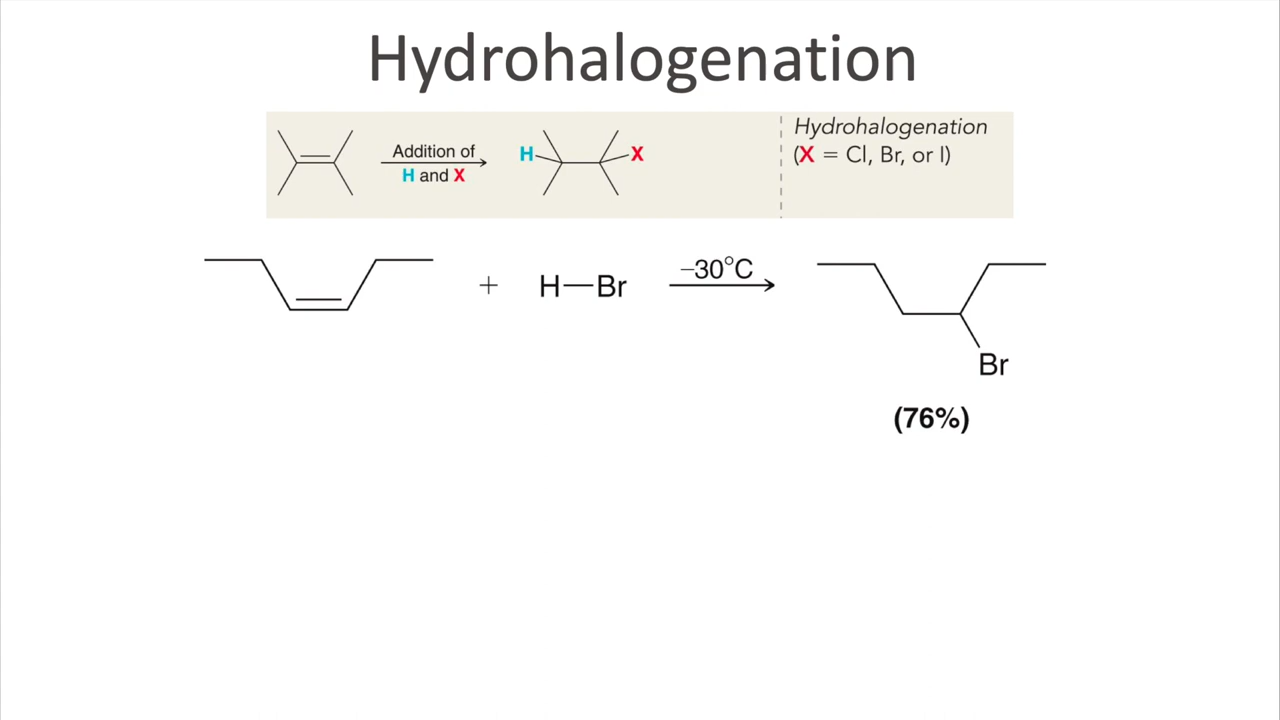 Hydrohalogenation
Addition of
H and X
H X
Hydrohalogenation
(X = Cl, Br, or I)
+ H—Br
−30°C
Br
(76%)